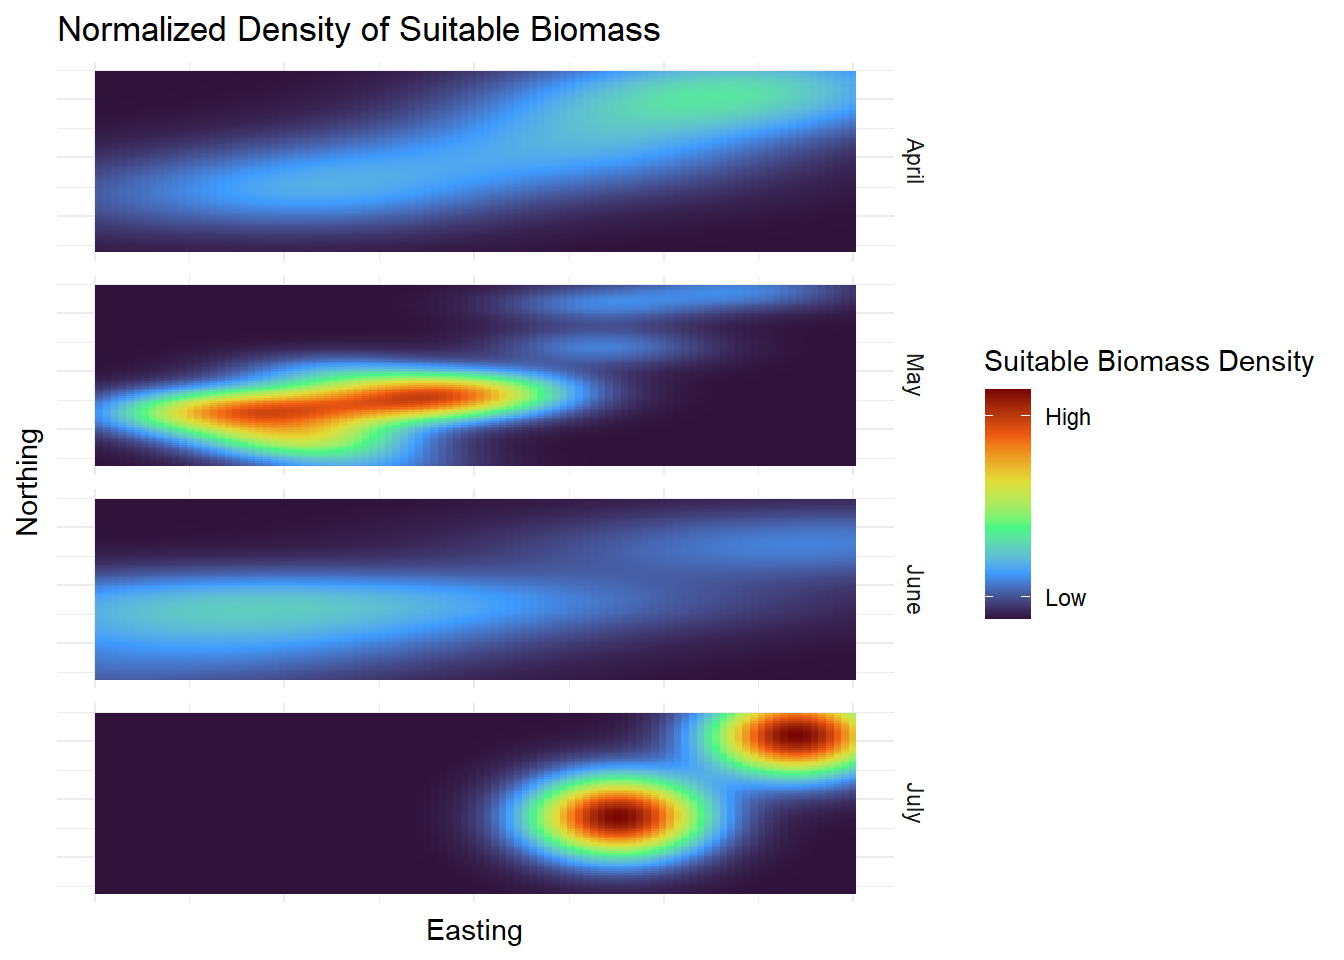 Normalized Density of Suitable Biomass
April
May
June
July
Northing
Easting
Suitable Biomass Density
High
Low